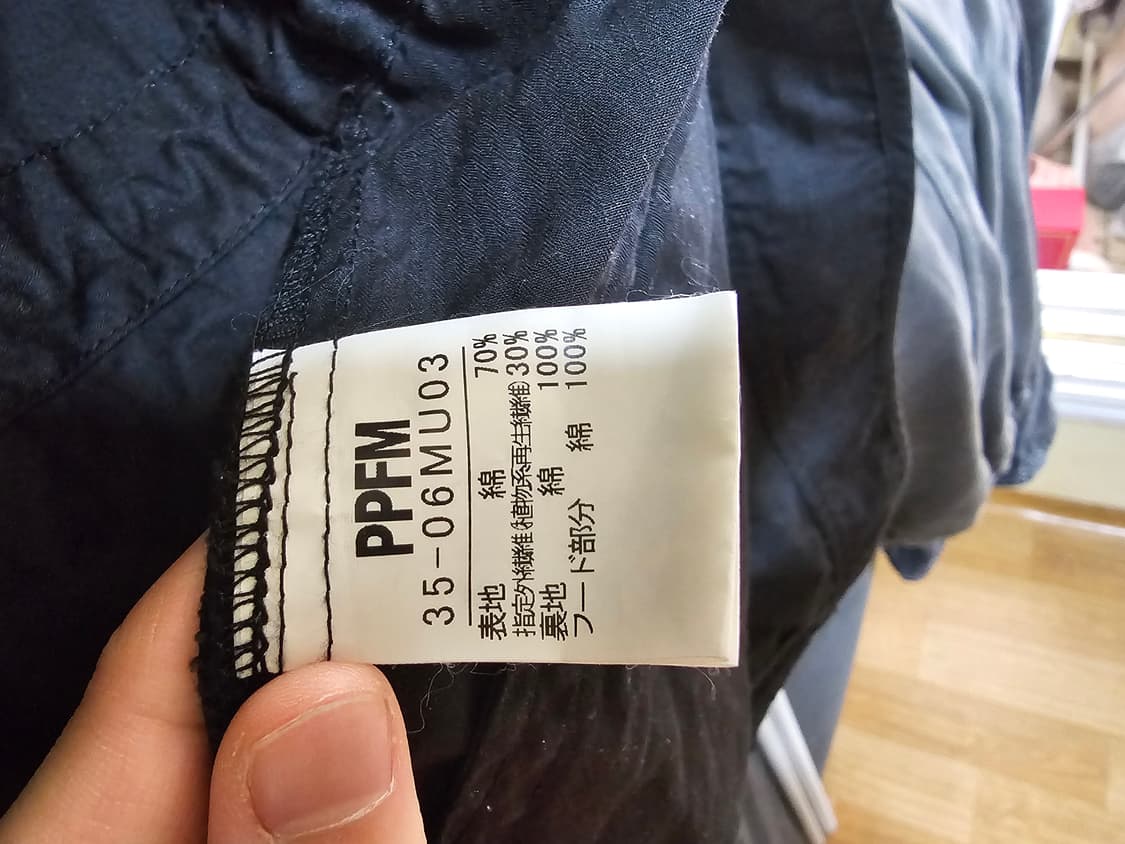 PPFM
35-06MU03
表地 綿 70%
指定外繊維(植物系再生繊維)30%
裏地 綿 100%
フード部分 綿 100%